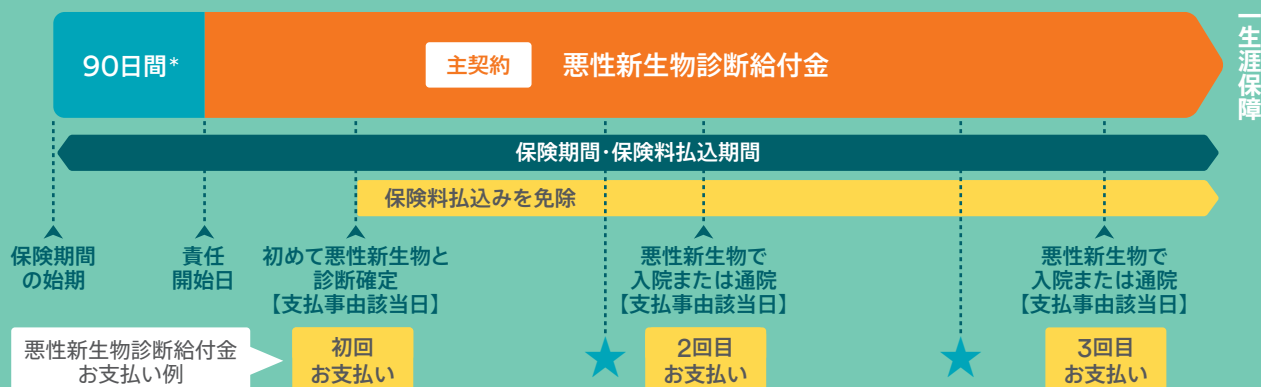 90日間*
主契約
悪性新生物診断給付金
一生涯保障
保険期間・保険料払込期間
保険料払込みを免除
保険期間
の始期
責任
開始日
初めて悪性新生物と
診断確定
【支払事由該当日】
悪性新生物で
入院または通院
【支払事由該当日】
悪性新生物で
入院または通院
【支払事由該当日】
悪性新生物診断給付金
お支払い例
初回
お支払い
2回目
お支払い
3回目
お支払い